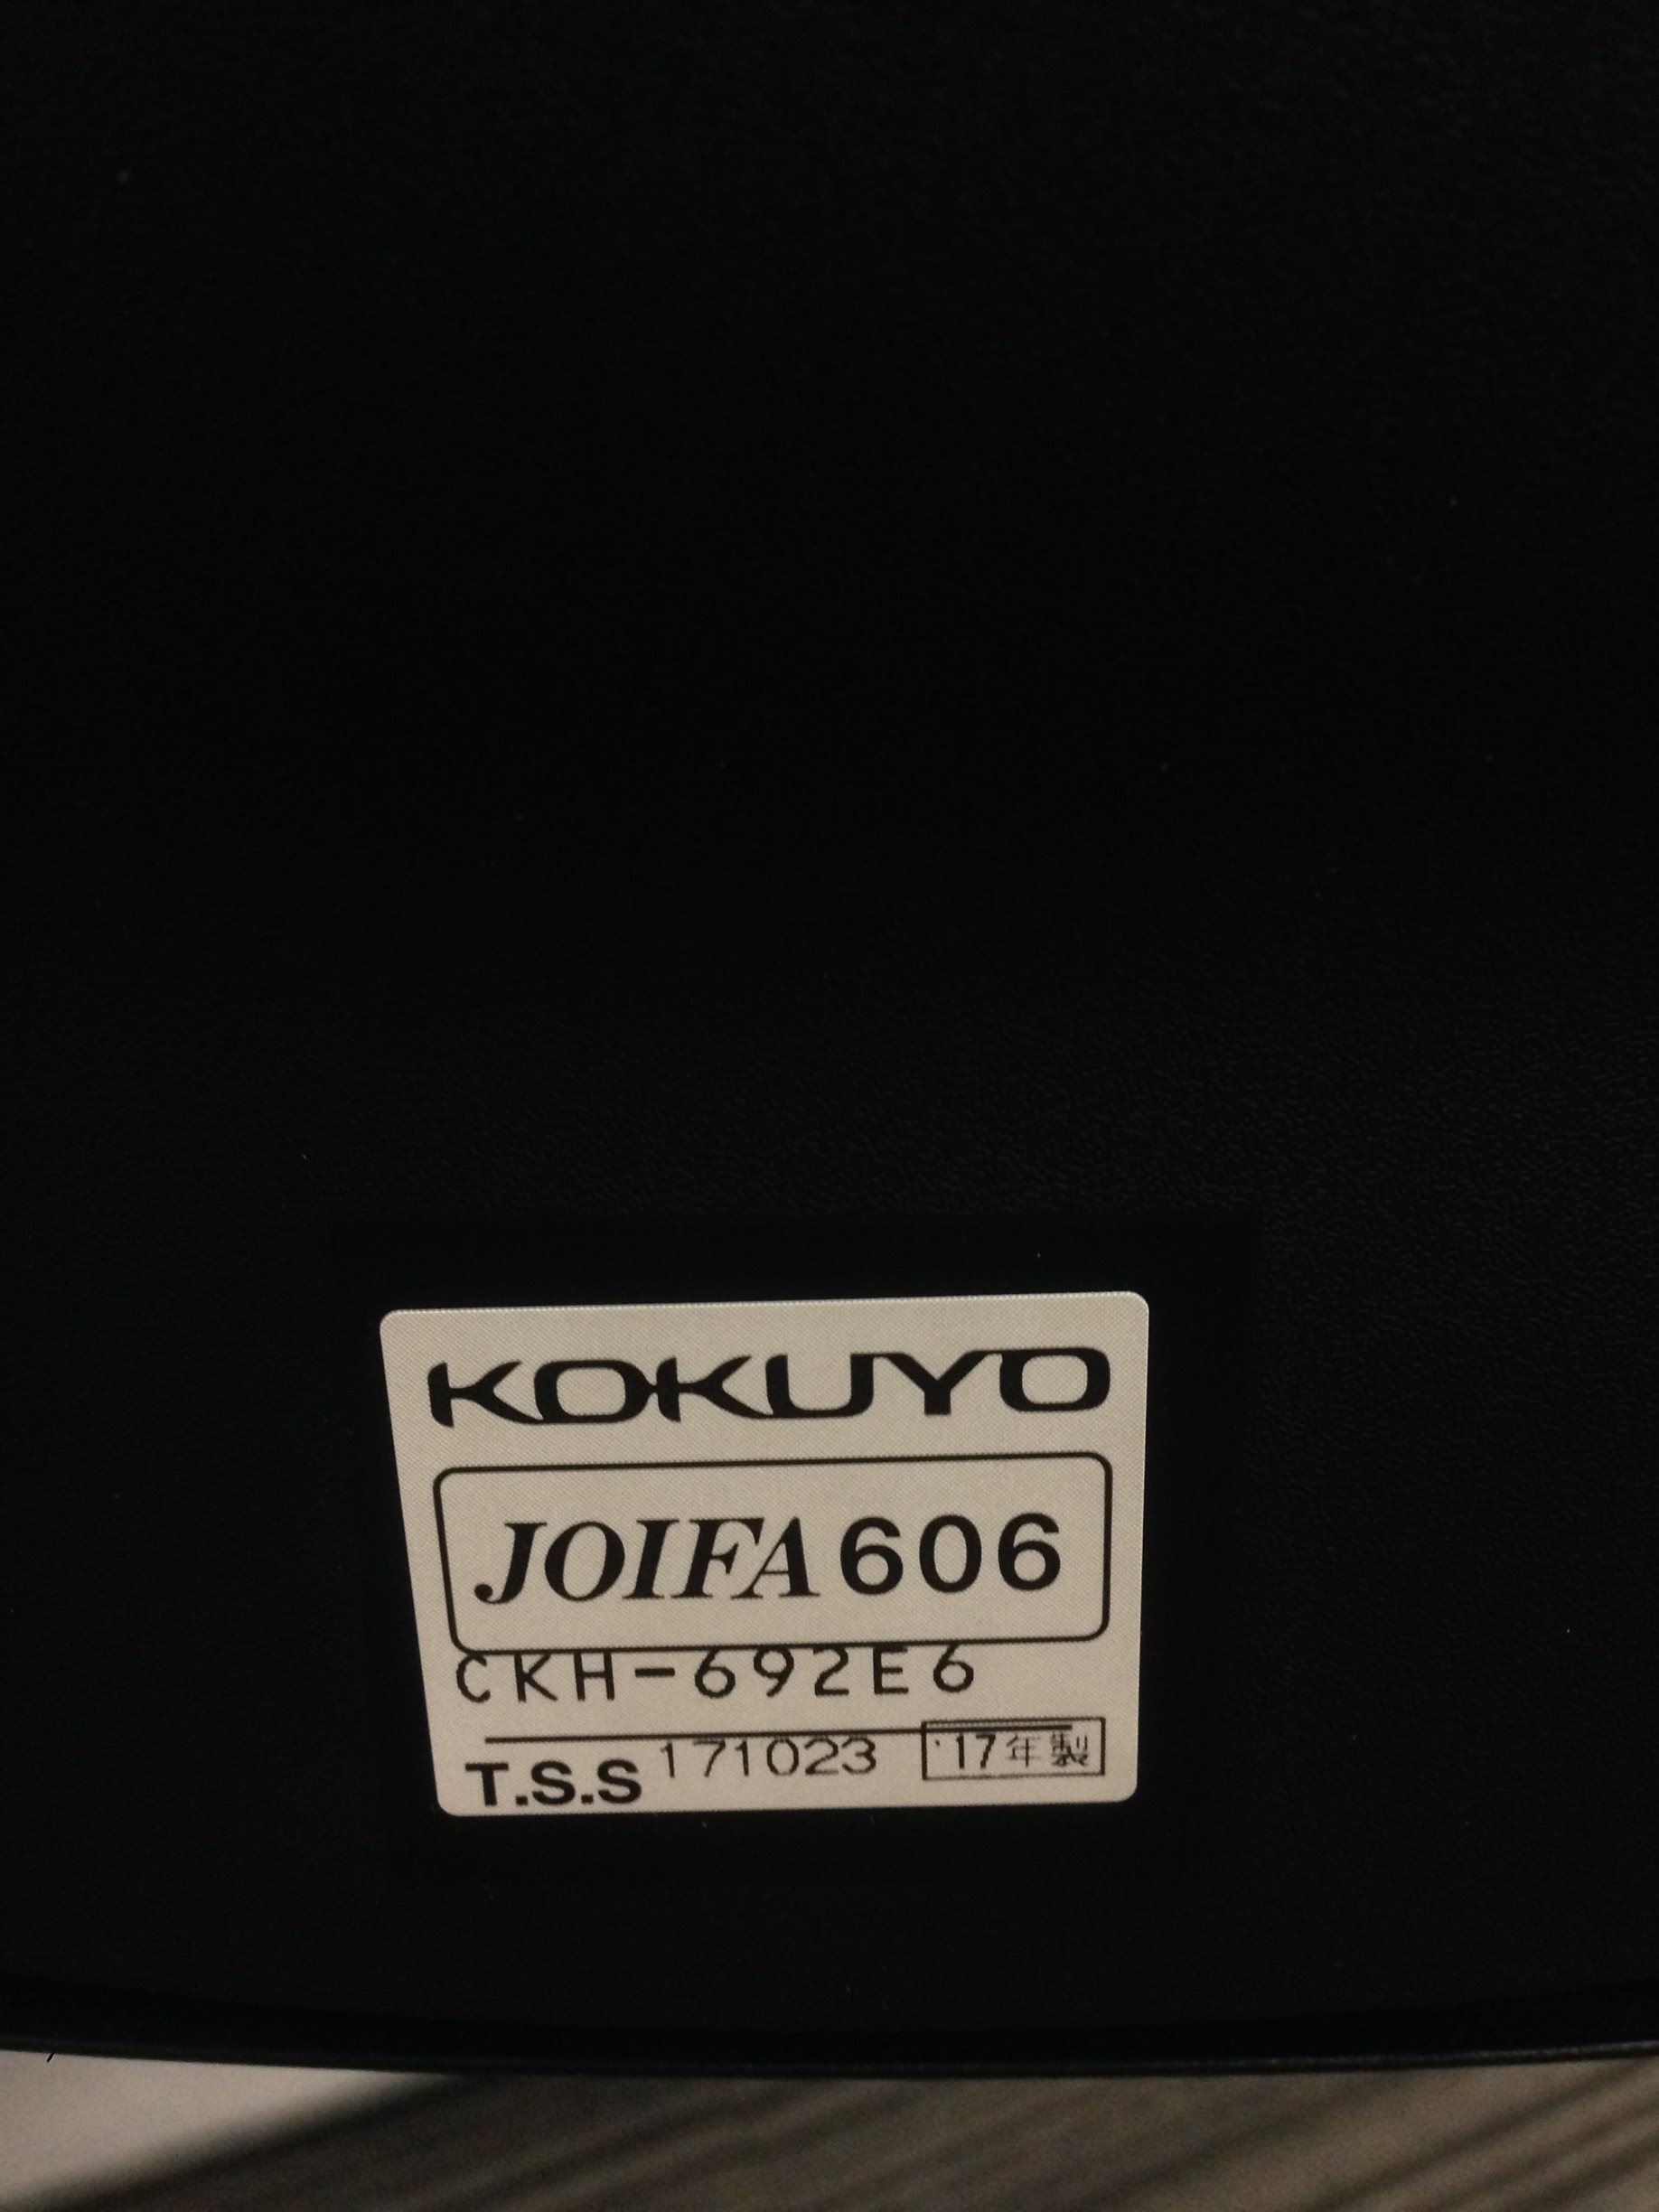 KOKUYO
JOIFA 606
CKH-692E6
T.S.S 171023 '17年製